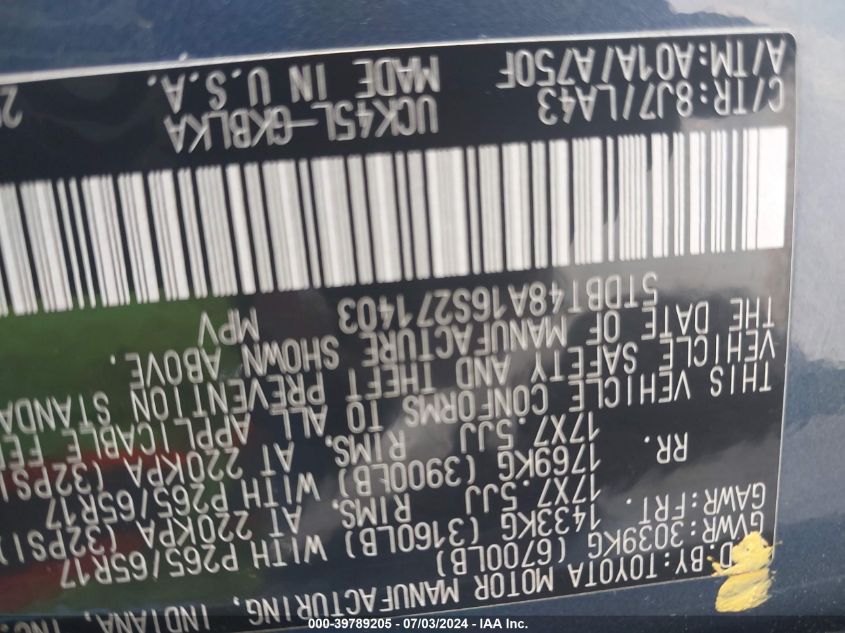 D. BY: TOYOTA MOTOR MANUFACTURING, INDIANA, INC
GVWR: 3039KG (6700LB)
GAWR: FRT. 1433KG (3160LB) WITH P265/65R17
17X7.5JJ RIMS, AT 220KPA (32PSI)
RR. 1769KG (3900LB) WITH P265/65R17
17X7.5JJ RIMS, AT 220KPA (32PSI
THIS VEHICLE CONFORMS TO ALL APPLICABLE FE
VEHICLE SAFETY AND THEFT PREVENTION STANDA
THE DATE OF MANUFACTURE SHOWN ABOVE.
5TDBT48A16S271403 MPV
C/TR: 8J7/LA43 UCK45L-GKBLKA
A/TM: A01A/A750F MADE IN U.S.A.
000-39789205 - 07/03/2024 - IAA Inc.